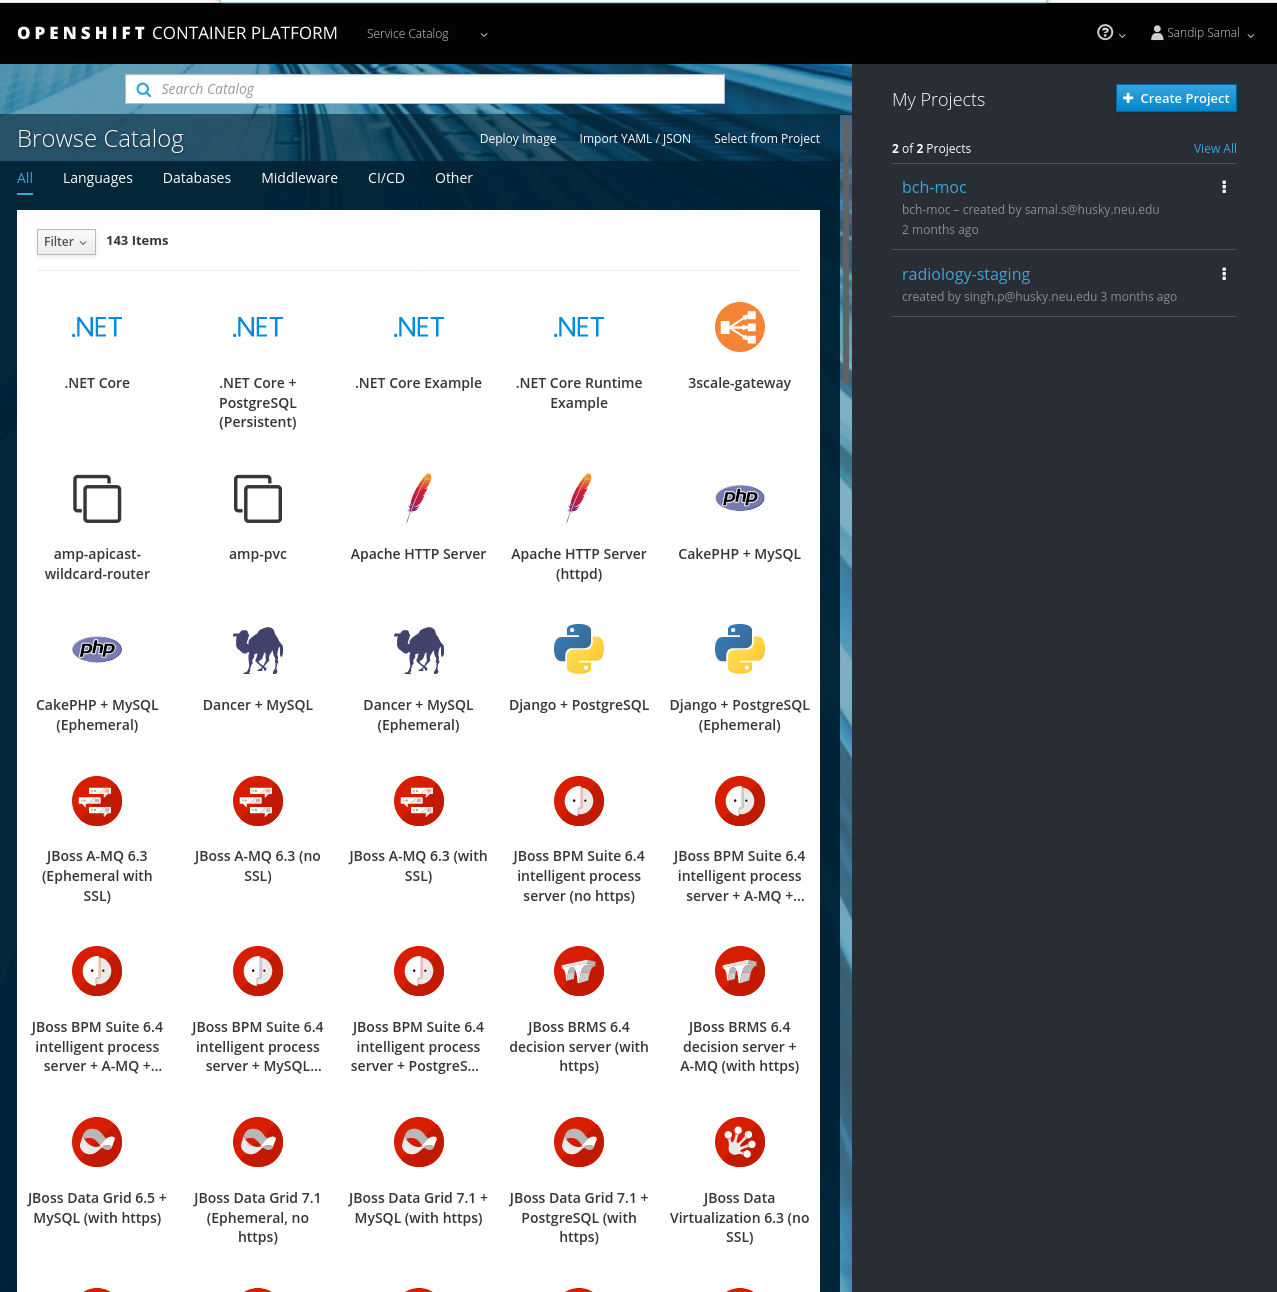 OPENSHIFT CONTAINER PLATFORM Service Catalog Sandip Samal
Search Catalog
My Projects Create Project
Browse Catalog Deploy Image Import YAML / JSON Select from Project
2 of 2 Projects View All
All Languages Databases Middleware CI/CD Other
bch-moc
bch-moc – created by samal.s@husky.neu.edu
2 months ago
radiology-staging
created by singh.p@husky.neu.edu 3 months ago
Filter 143 Items
.NET .NET .NET .NET
.NET Core
.NET Core +
PostgreSQL
(Persistent)
.NET Core Example
.NET Core Runtime
Example
3scale-gateway
php
amp-apicast-
wildcard-router
amp-pvc
Apache HTTP Server
Apache HTTP Server
(httpd)
CakePHP + MySQL
php
CakePHP + MySQL
(Ephemeral)
Dancer + MySQL
Dancer + MySQL
(Ephemeral)
Django + PostgreSQL
Django + PostgreSQL
(Ephemeral)
JBoss A-MQ 6.3
(Ephemeral with
SSL)
JBoss A-MQ 6.3 (no
SSL)
JBoss A-MQ 6.3 (with
SSL)
JBoss BPM Suite 6.4
intelligent process
server (no https)
JBoss BPM Suite 6.4
intelligent process
server + A-MQ +...
JBoss BPM Suite 6.4
intelligent process
server + A-MQ +...
JBoss BPM Suite 6.4
intelligent process
server + MySQL...
JBoss BPM Suite 6.4
intelligent process
server + PostgreS...
JBoss BRMS 6.4
decision server (with
https)
JBoss BRMS 6.4
decision server +
A-MQ (with https)
JBoss Data Grid 6.5 +
MySQL (with https)
JBoss Data Grid 7.1
(Ephemeral, no
https)
JBoss Data Grid 7.1 +
MySQL (with https)
JBoss Data Grid 7.1 +
PostgreSQL (with
https)
JBoss Data
Virtualization 6.3 (no
SSL)